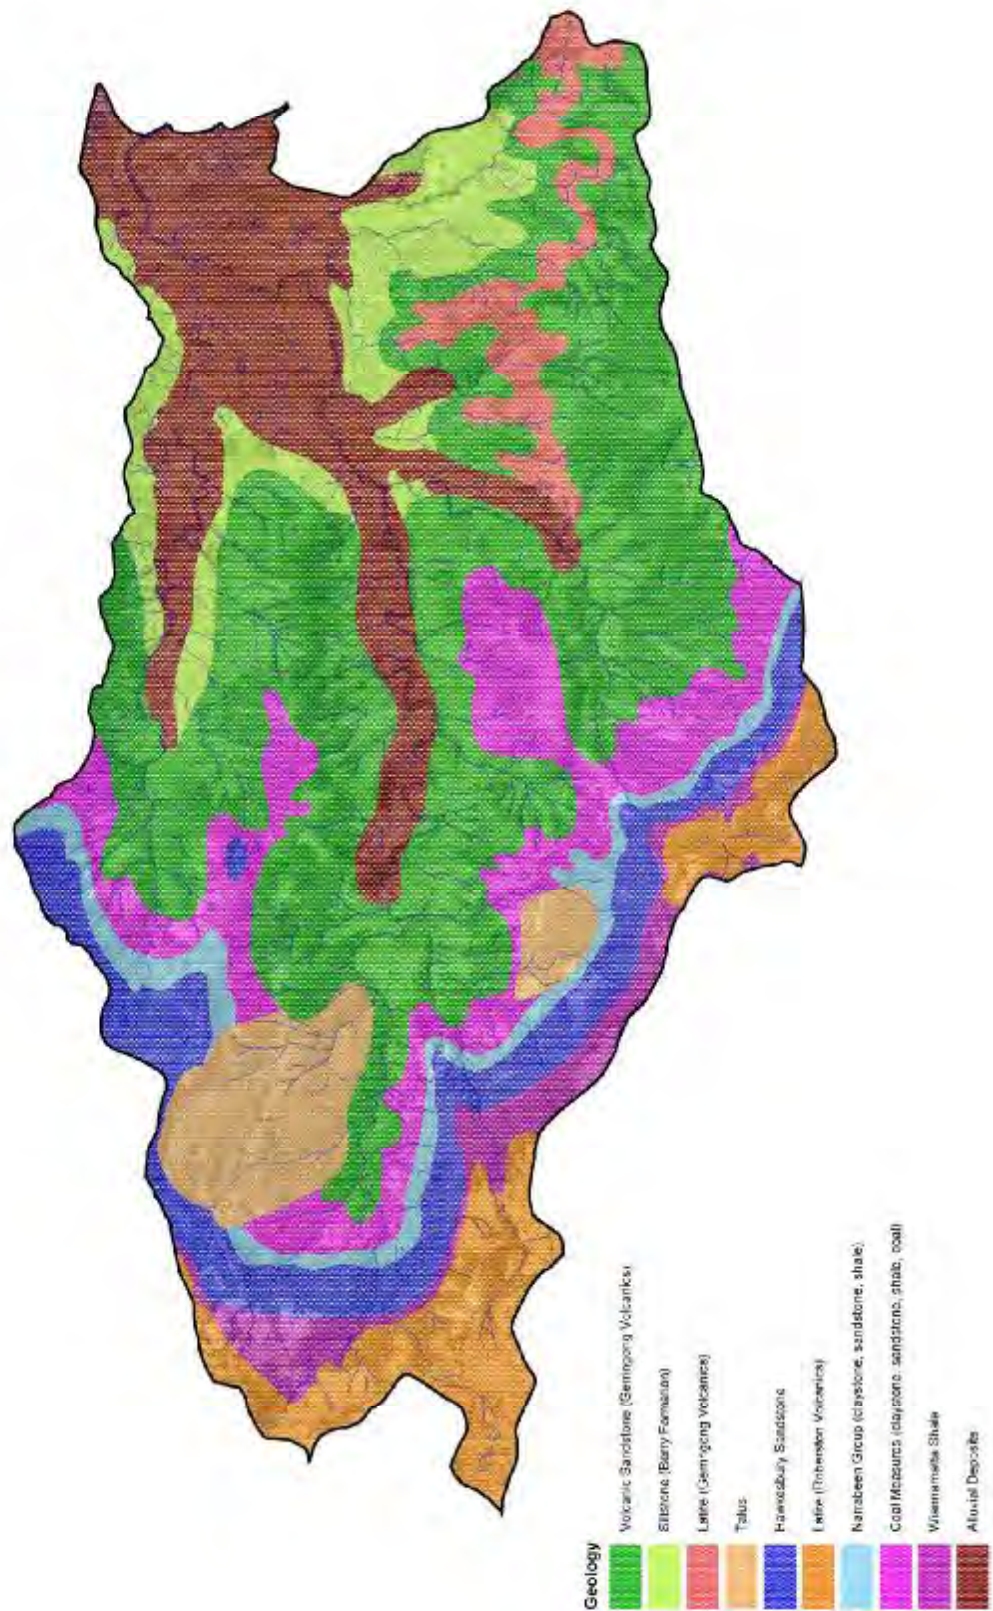 Geology
Volcanic Sandstone (Gerringong Volcanics)
Siltstone (Berry Formation)
Latite (Gerringong Volcanics)
Talus
Hawkesbury Sandstone
Latite (Robertson Volcanics)
Narrabeen Group (claystone, sandstone, shale)
Coal Measures (claystone, sandstone, shale, coal)
Wianamatta Shale
Alluvial Deposits